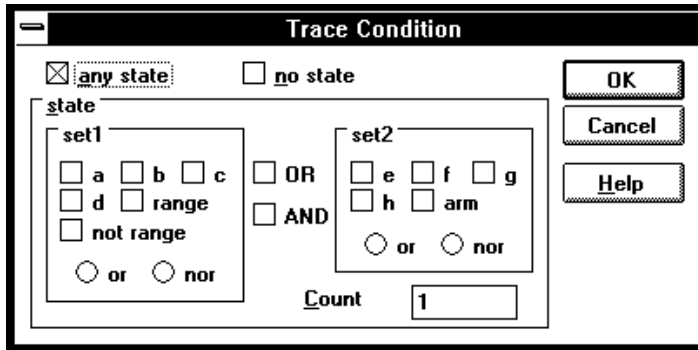 Trace Condition
any state no state OK
state
set1 set2 Cancel
a b c OR e f g Help
d range AND h arm
not range
or nor or nor
Count 1